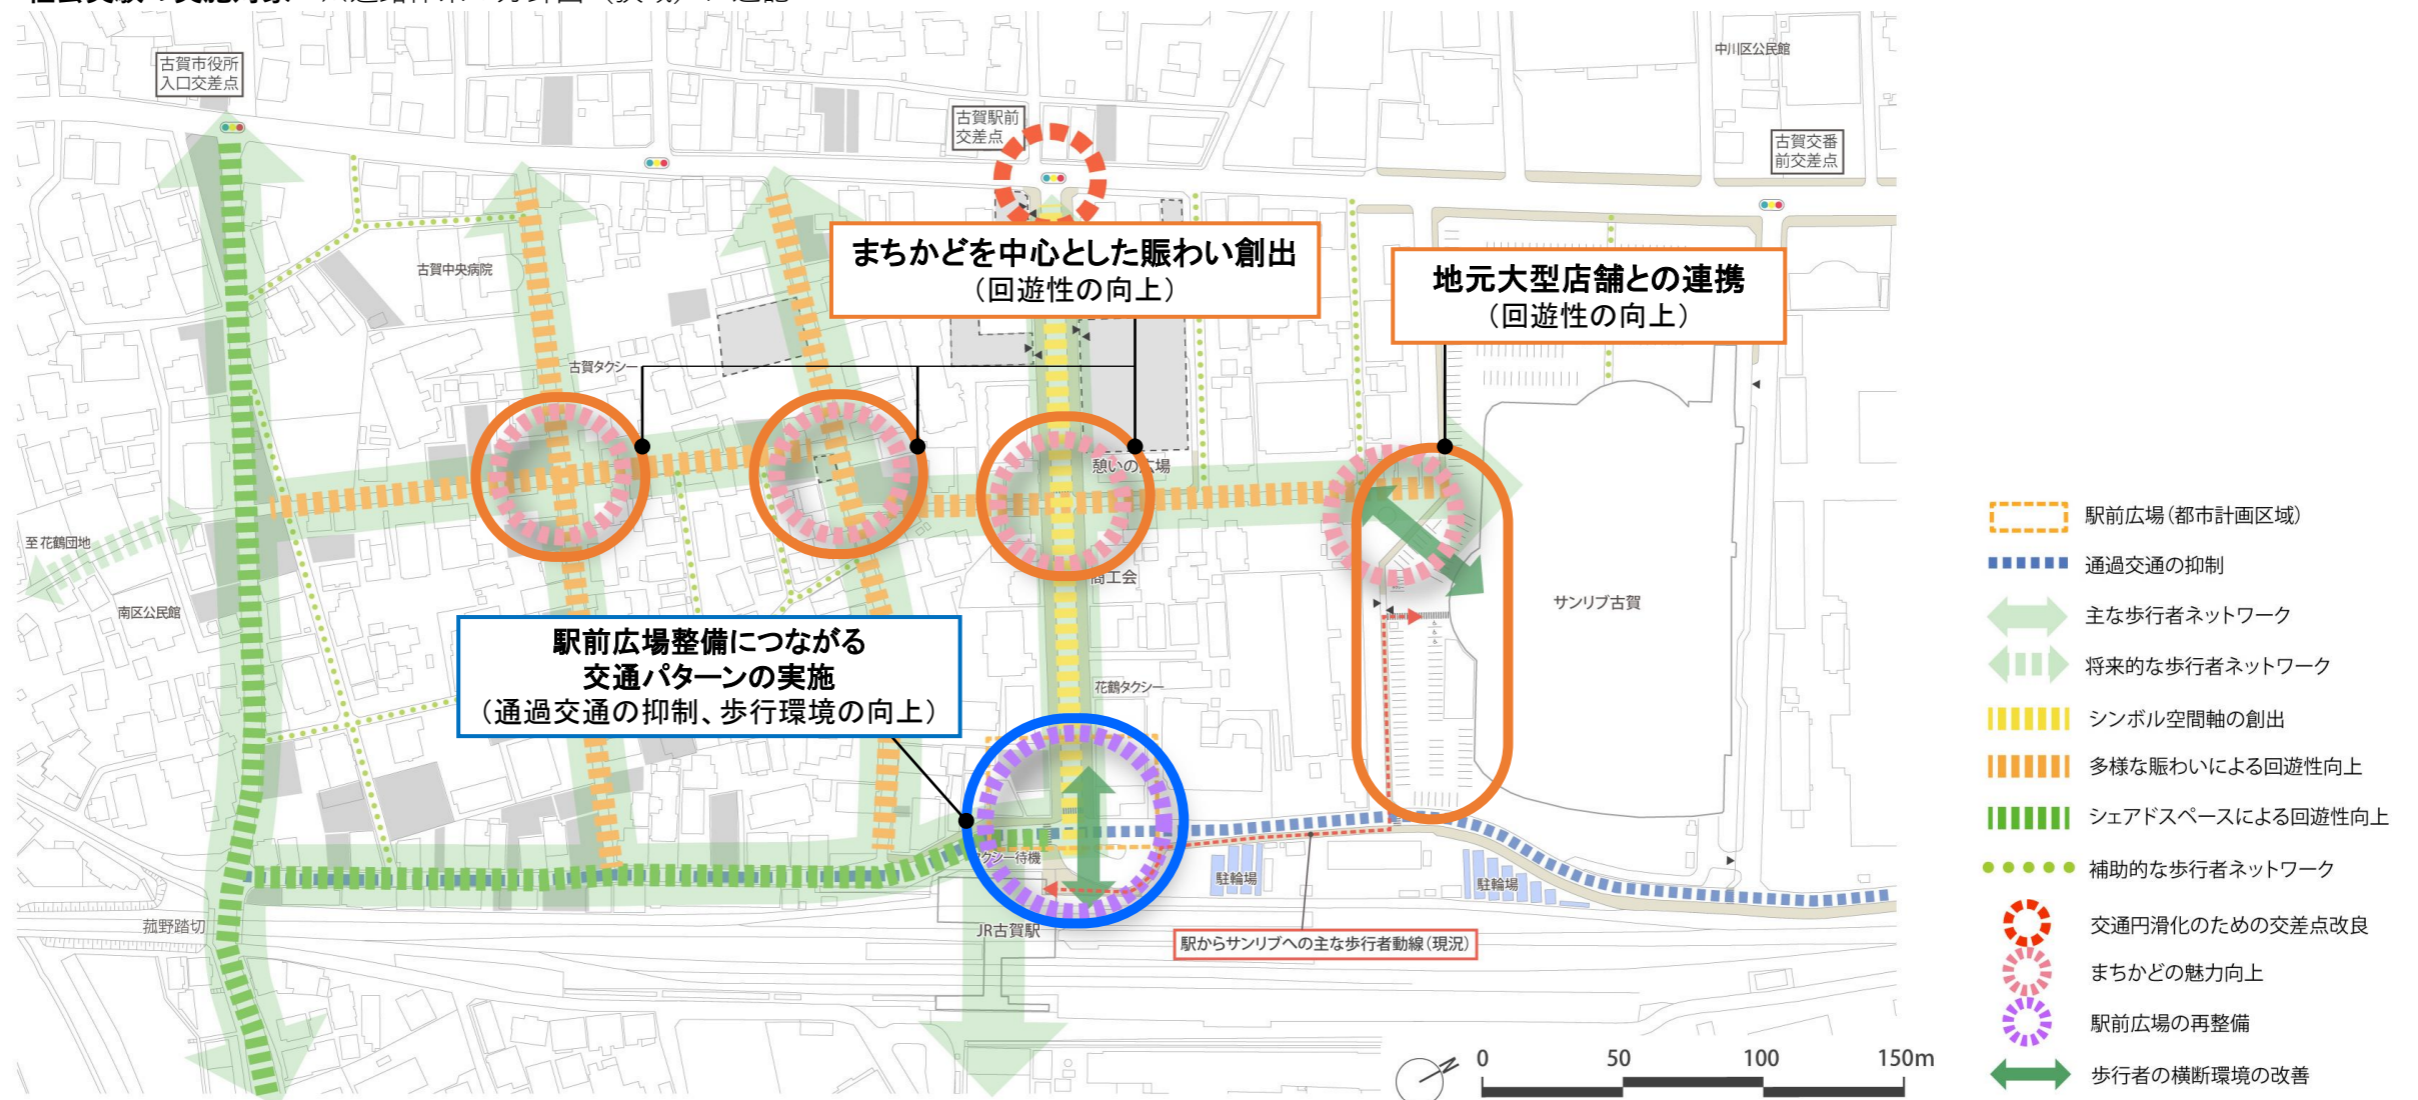 中川区公民館
古賀市役所
入口交差点
古賀駅前
交差点
古賀交番
前交差点
まちかどを中心とした賑わい創出
（回遊性の向上）
地元大型店舗との連携
（回遊性の向上）
古賀中央病院
古賀タクシー
憩いの広場
至 花鶴団地
商工会
サンリブ古賀
南区公民館
駅前広場整備につながる
交通パターンの実施
（通過交通の抑制、歩行環境の向上）
花鶴タクシー
タクシー待機
駐輪場
駐輪場
菰野踏切
JR古賀駅
駅からサンリブへの主な歩行者動線（現況）
0 50 100 150m
駅前広場（都市計画区域）
通過交通の抑制
主な歩行者ネットワーク
将来的な歩行者ネットワーク
シンボル空間軸の創出
多様な賑わいによる回遊性向上
シェアドスペースによる回遊性向上
補助的な歩行者ネットワーク
交通円滑化のための交差点改良
まちかどの魅力向上
駅前広場の再整備
歩行者の横断環境の改善